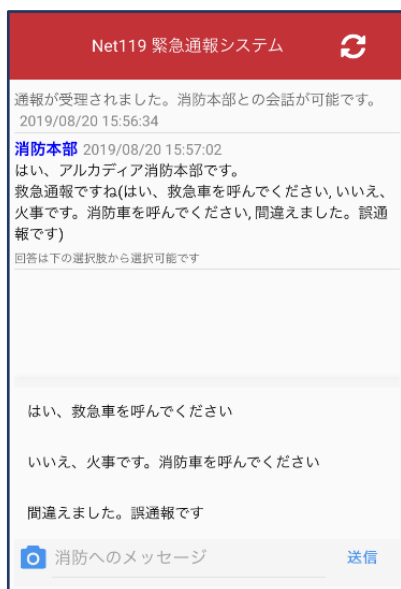 Net119 緊急通報システム
通報が受理されました。消防本部との会話が可能です。
2019/08/20 15:56:34
消防本部 2019/08/20 15:57:02
はい、アルカディア消防本部です。
救急通報ですね(はい、救急車を呼んでください, いいえ、
火事です。消防車を呼んでください, 間違えました。誤通
報です)
回答は下の選択肢から選択可能です
はい、救急車を呼んでください
いいえ、火事です。消防車を呼んでください
間違えました。誤通報です
消防へのメッセージ 送信